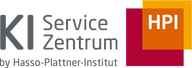 KI Service
Zentrum
by Hasso-Plattner-Institut
HPI